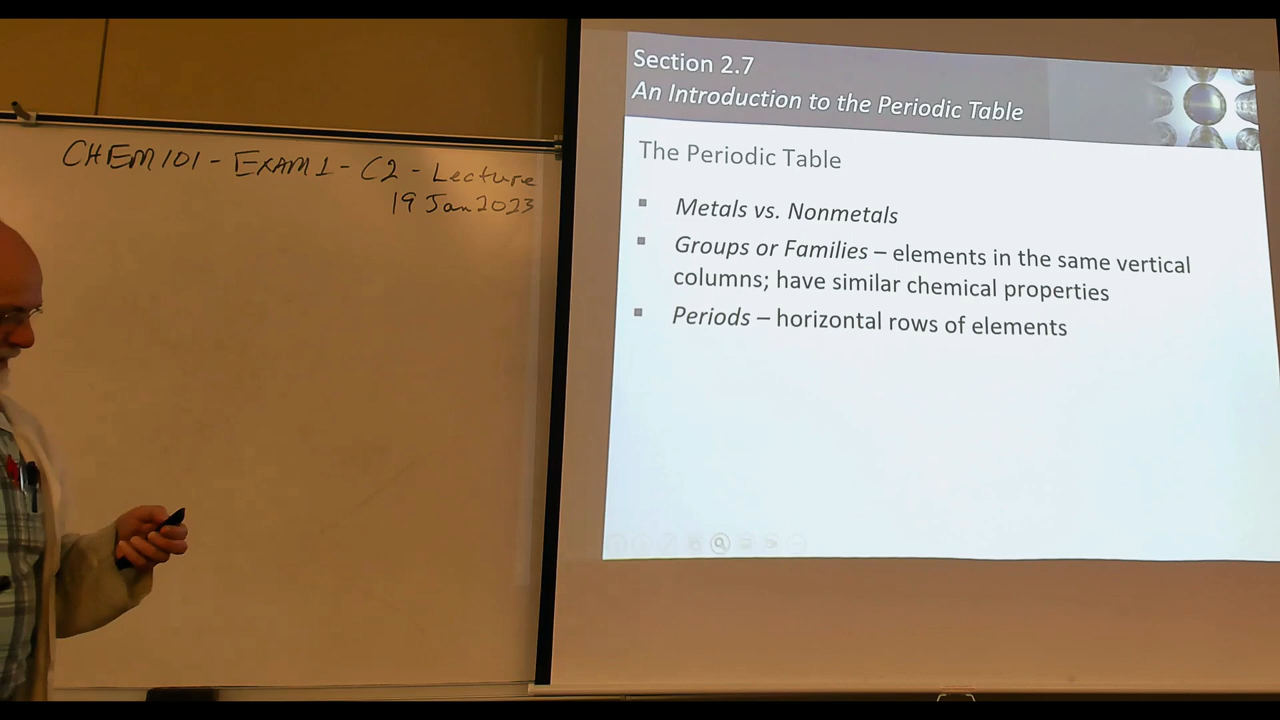 CHEM 101 - EXAM 1 - C2 - Lecture
19 Jan 2023
Section 2.7
An Introduction to the Periodic Table
The Periodic Table
▪ Metals vs. Nonmetals
▪ Groups or Families – elements in the same vertical
columns; have similar chemical properties
▪ Periods – horizontal rows of elements